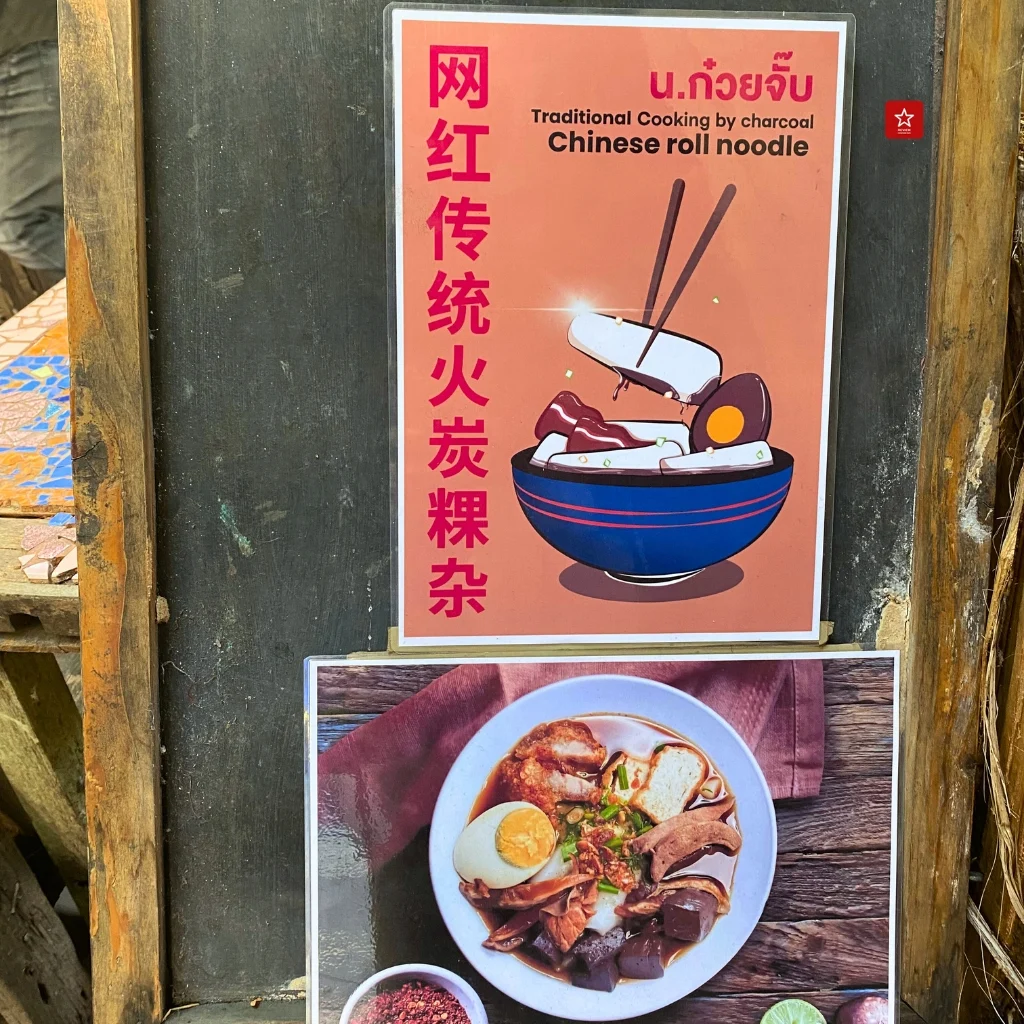 网红传统火炭粿杂
น.ก๋วยจั๊บ
Traditional Cooking by charcoal
Chinese roll noodle